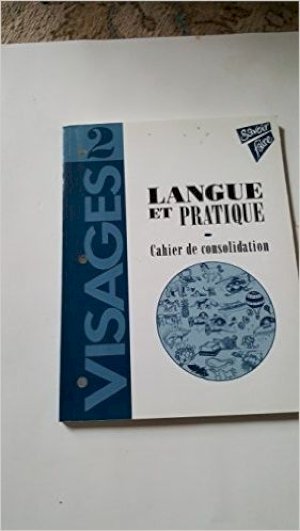 Savoir
faire
VISAGES 2
LANGUE
ET PRATIQUE
-
Cahier de consolidation